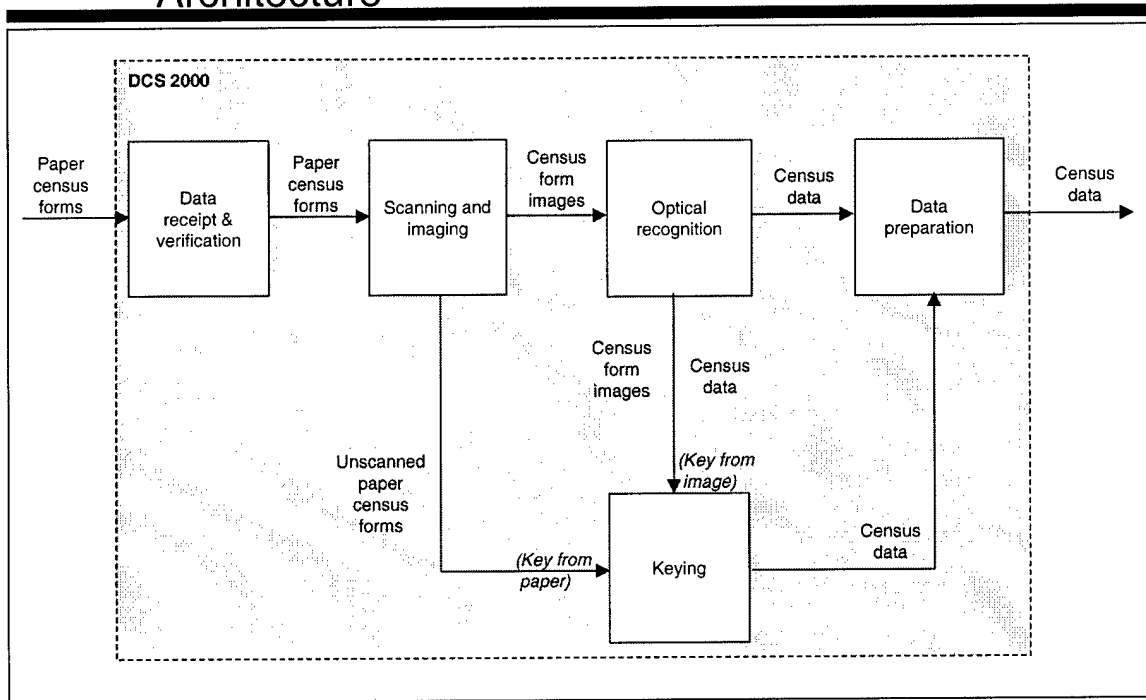 Architecture
DCS 2000
Paper
census
forms
Data
receipt &
verification
Paper
census
forms
Scanning and
imaging
Census
form
images
Optical
recognition
Census
data
Data
preparation
Census
data
Census
form
images
Census
data
Unscanned
paper
census
forms
(Key from
image)
(Key from
paper)
Keying
Census
data